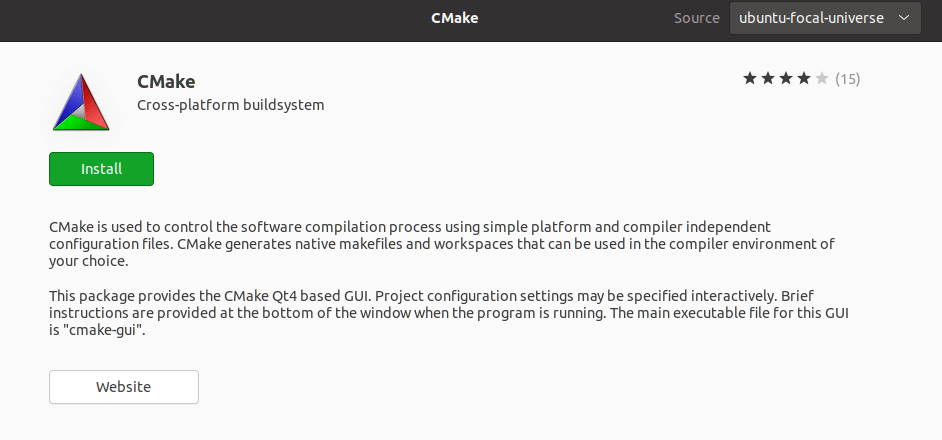 CMake
Source
ubuntu-focal-universe
CMake
(15)
Cross-platform buildsystem
Install
CMake is used to control the software compilation process using simple platform and compiler independent
configuration files. CMake generates native makefiles and workspaces that can be used in the compiler environment of
your choice.
This package provides the CMake Qt4 based GUI. Project configuration settings may be specified interactively. Brief
instructions are provided at the bottom of the window when the program is running. The main executable file for this GUI
is "cmake-gui".
Website